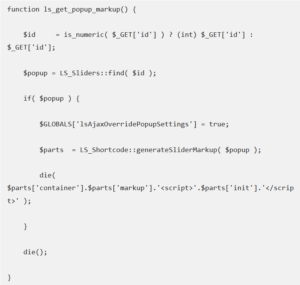 function ls_get_popup_markup() {
$id = is_numeric( $_GET['id'] ) ? (int) $_GET['id'] :
$_GET['id'];
$popup = LS_Sliders::find( $id );
if( $popup ) {
$GLOBALS['lsAjaxOverridePopupSettings'] = true;
$parts = LS_Shortcode::generateSliderMarkup( $popup );
die(
$parts['container'].$parts['markup'].'<script>'.$parts['init'].'</scrip
t>' );
}
die();
}